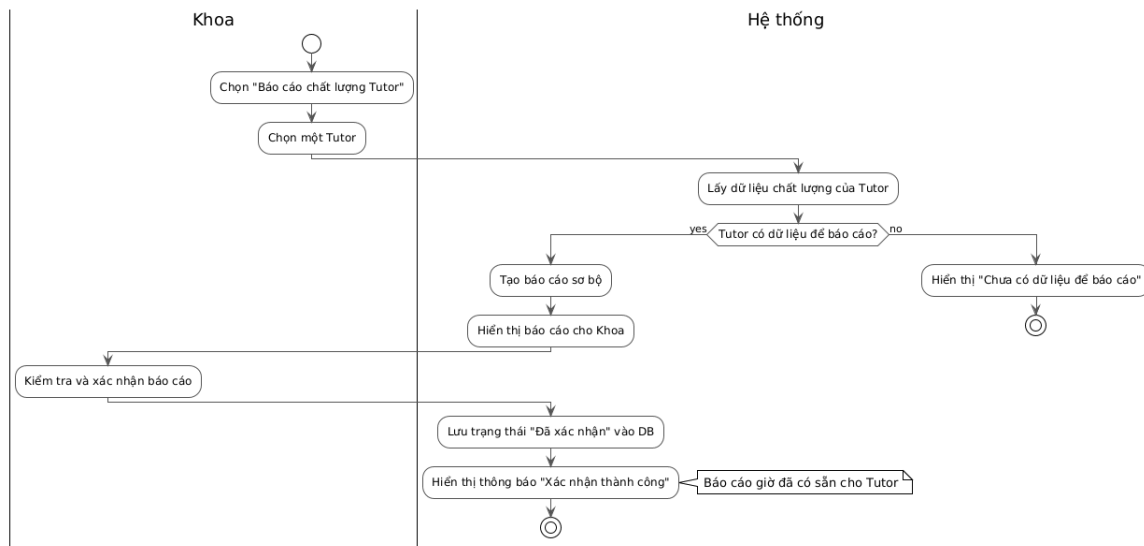 Khoa
Hệ thống
Chọn "Báo cáo chất lượng Tutor"
Chọn một Tutor
Lấy dữ liệu chất lượng của Tutor
yes
Tutor có dữ liệu để báo cáo?
no
Tạo báo cáo sơ bộ
Hiển thị "Chưa có dữ liệu để báo cáo"
Hiển thị báo cáo cho Khoa
Kiểm tra và xác nhận báo cáo
Lưu trạng thái "Đã xác nhận" vào DB
Hiển thị thông báo "Xác nhận thành công"
Báo cáo giờ đã có sẵn cho Tutor